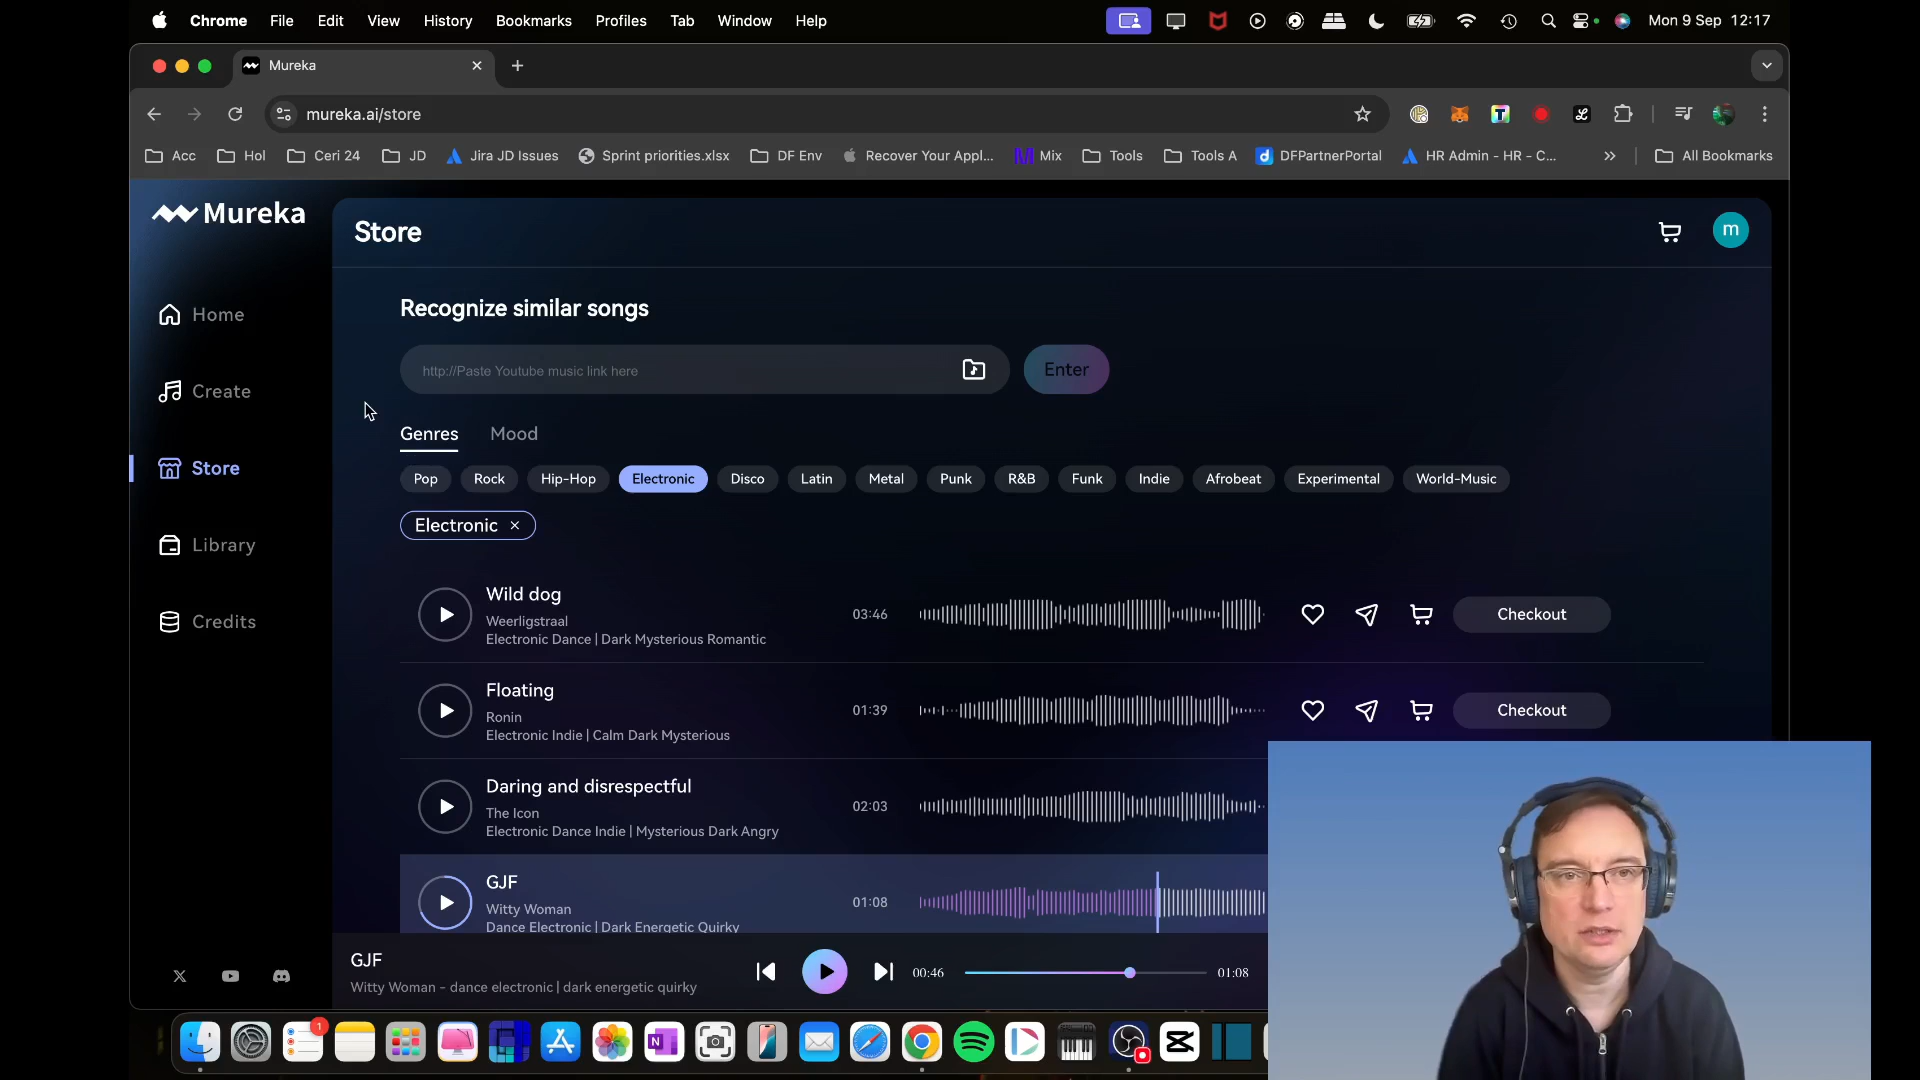 Chrome File Edit View History Bookmarks Profiles Tab Window Help Mon 9 Sep 12:17
Mureka
mureka.ai/store
Acc Hol Ceri 24 JD Jira JD Issues Sprint priorities.xlsx DF Env Recover Your Appl... Mix Tools Tools A DFPartnerPortal HR Admin - HR - C... » All Bookmarks
Mureka
Store
m
Recognize similar songs
http://Paste Youtube music link here
Enter
Home
Create
Store
Library
Credits
Genres Mood
Pop Rock Hip-Hop Electronic Disco Latin Metal Punk R&B Funk Indie Afrobeat Experimental World-Music
Electronic ×
Wild dog
Weerligstraal
Electronic Dance | Dark Mysterious Romantic
03:46
Checkout
Floating
Ronin
Electronic Indie | Calm Dark Mysterious
01:39
Checkout
Daring and disrespectful
The Icon
Electronic Dance Indie | Mysterious Dark Angry
02:03
GJF
Witty Woman
Dance Electronic | Dark Energetic Quirky
01:08
GJF
Witty Woman - dance electronic | dark energetic quirky
00:46
01:08
1